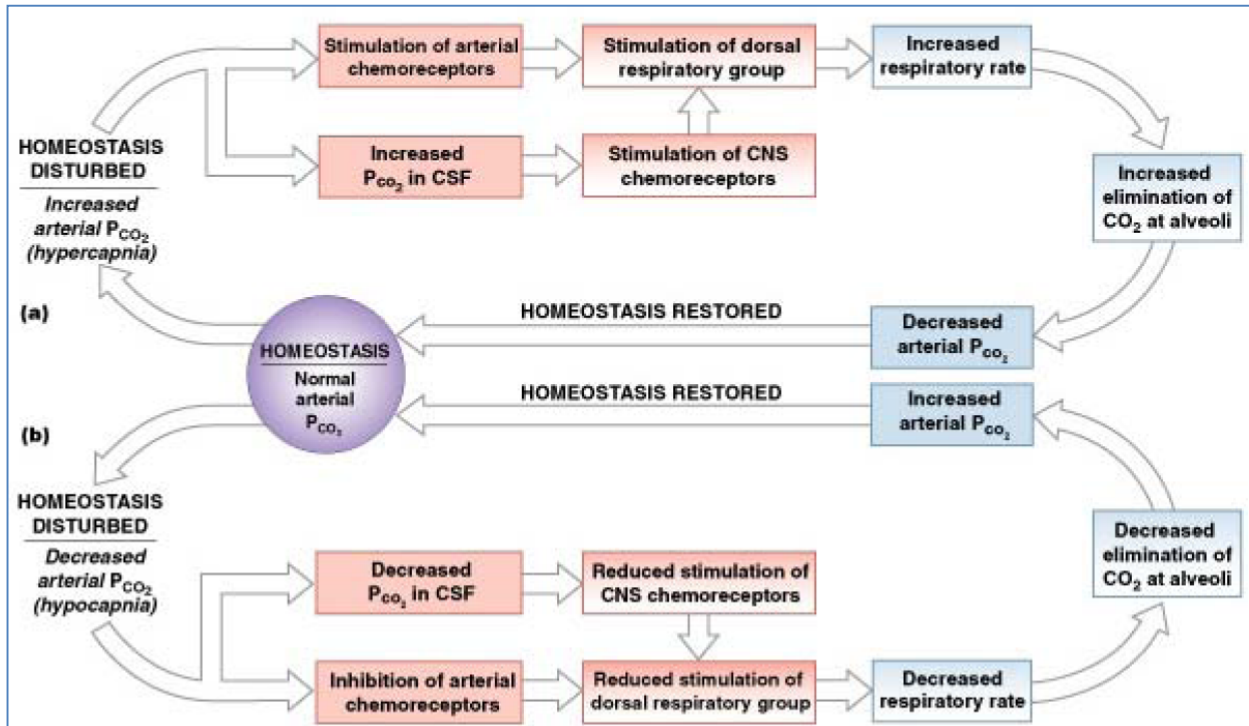 Stimulation of arterial
chemoreceptors
Stimulation of dorsal
respiratory group
Increased
respiratory rate
HOMEOSTASIS
DISTURBED
Increased
arterial PCO2
(hypercapnia)
Increased
PCO2 in CSF
Stimulation of CNS
chemoreceptors
Increased
elimination of
CO2 at alveoli
(a)
HOMEOSTASIS RESTORED
Decreased
arterial PCO2
HOMEOSTASIS
Normal
arterial
PCO2
HOMEOSTASIS RESTORED
Increased
arterial PCO2
(b)
HOMEOSTASIS
DISTURBED
Decreased
arterial PCO2
(hypocapnia)
Decreased
PCO2 in CSF
Reduced stimulation of
CNS chemoreceptors
Decreased
elimination of
CO2 at alveoli
Inhibition of arterial
chemoreceptors
Reduced stimulation of
dorsal respiratory group
Decreased
respiratory rate